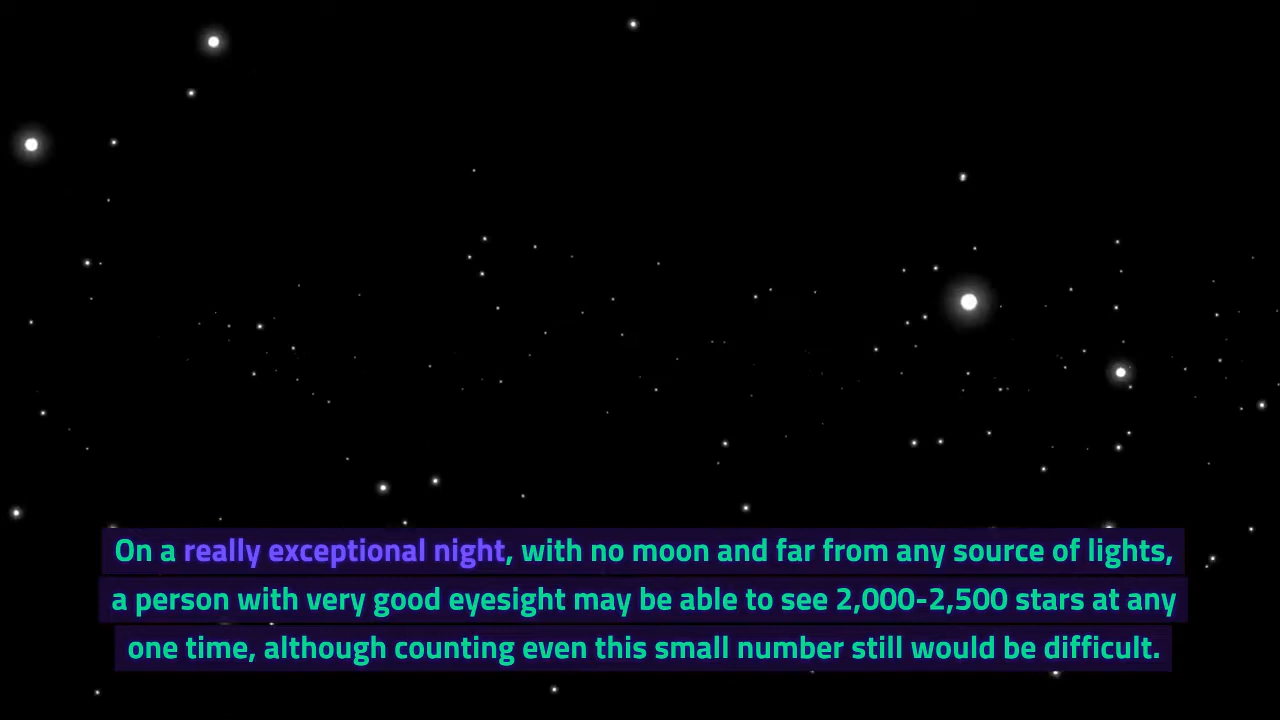 On a really exceptional night, with no moon and far from any source of lights,
a person with very good eyesight may be able to see 2,000-2,500 stars at any
one time, although counting even this small number still would be difficult.